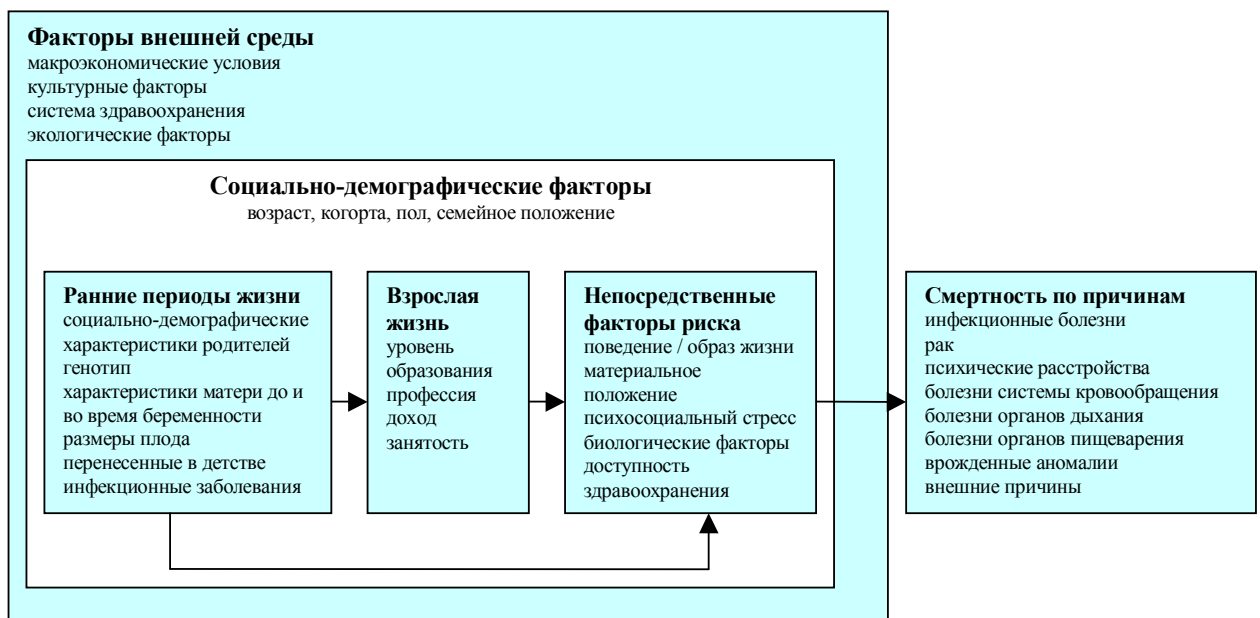 Факторы внешней среды
макроэкономические условия
культурные факторы
система здравоохранения
экологические факторы
Социально-демографические факторы
возраст, когорта, пол, семейное положение
Ранние периоды жизни
социально-демографические
характеристики родителей
генотип
характеристики матери до и
во время беременности
размеры плода
перенесенные в детстве
инфекционные заболевания
Взрослая
жизнь
уровень
образования
профессия
доход
занятость
Непосредственные
факторы риска
поведение / образ жизни
материальное
положение
психосоциальный стресс
биологические факторы
доступность
здравоохранения
Смертность по причинам
инфекционные болезни
рак
психические расстройства
болезни системы кровообращения
болезни органов дыхания
болезни органов пищеварения
врожденные аномалии
внешние причины